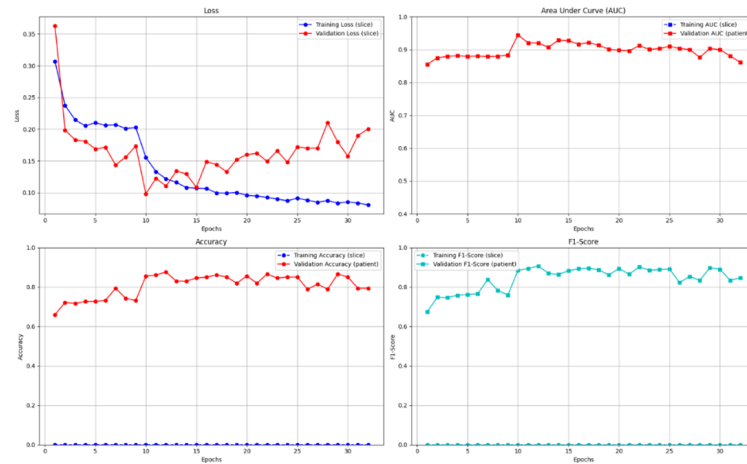 Loss
Training Loss (slice)
Validation Loss (slice)
Loss
0.35
0.30
0.25
0.20
0.15
0.10
0 5 10 15 20 25 30
Epochs
Area Under Curve (AUC)
Training AUC (slice)
Validation AUC (patient
AUC
1.0
0.9
0.8
0.7
0.6
0.5
0.4
0 5 10 15 20 25 30
Epochs
Accuracy
Training Accuracy (slice)
Validation Accuracy (patient)
Accuracy
1.0
0.8
0.6
0.4
0.2
0.0
0 5 10 15 20 25 30
Epochs
F1-Score
Training F1-Score (slice)
Validation F1-Score (patient)
F1-Score
1.0
0.8
0.6
0.4
0.2
0.0
0 5 10 15 20 25 30
Epochs